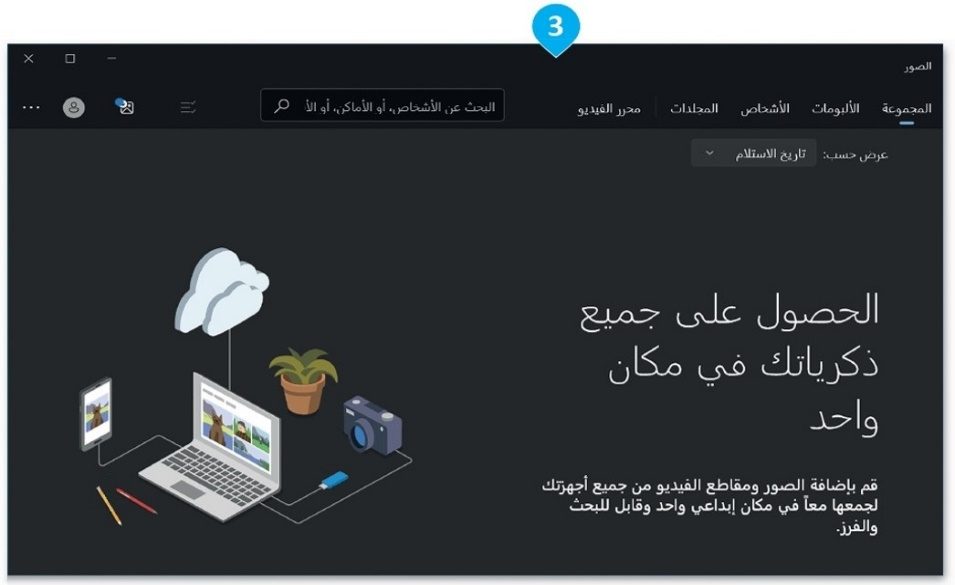 3
الصور
المجموعة الألبومات الأشخاص المجلدات محرر الفيديو البحث عن الأشخاص، أو الأماكن، أو الأ
عرض حسب: تاريخ الاستلام
الحصول على جميع
ذكرياتك في مكان
واحد
قم بإضافة الصور ومقاطع الفيديو من جميع أجهزتك
لجمعها معاً في مكان إبداعي واحد وقابل للبحث
والفرز.